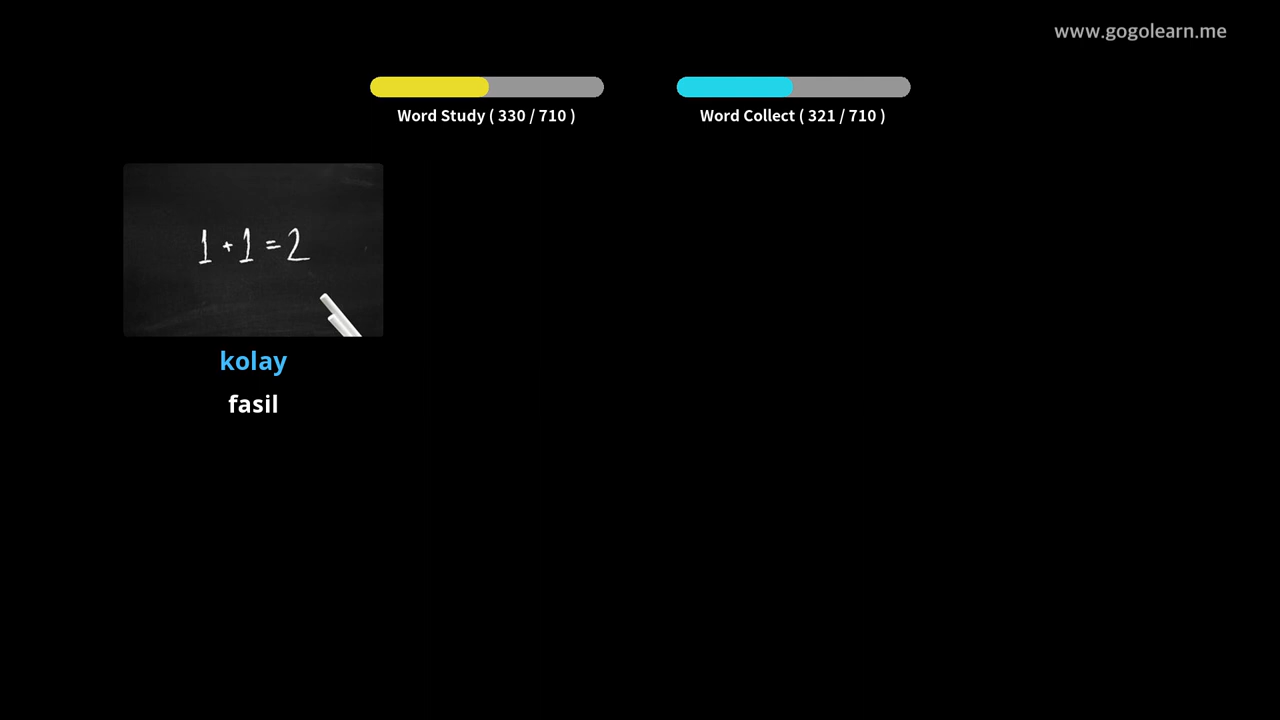 www.gogolearn.me
Word Study ( 330 / 710 )
Word Collect ( 321 / 710 )
1 + 1 = 2
kolay
fasil